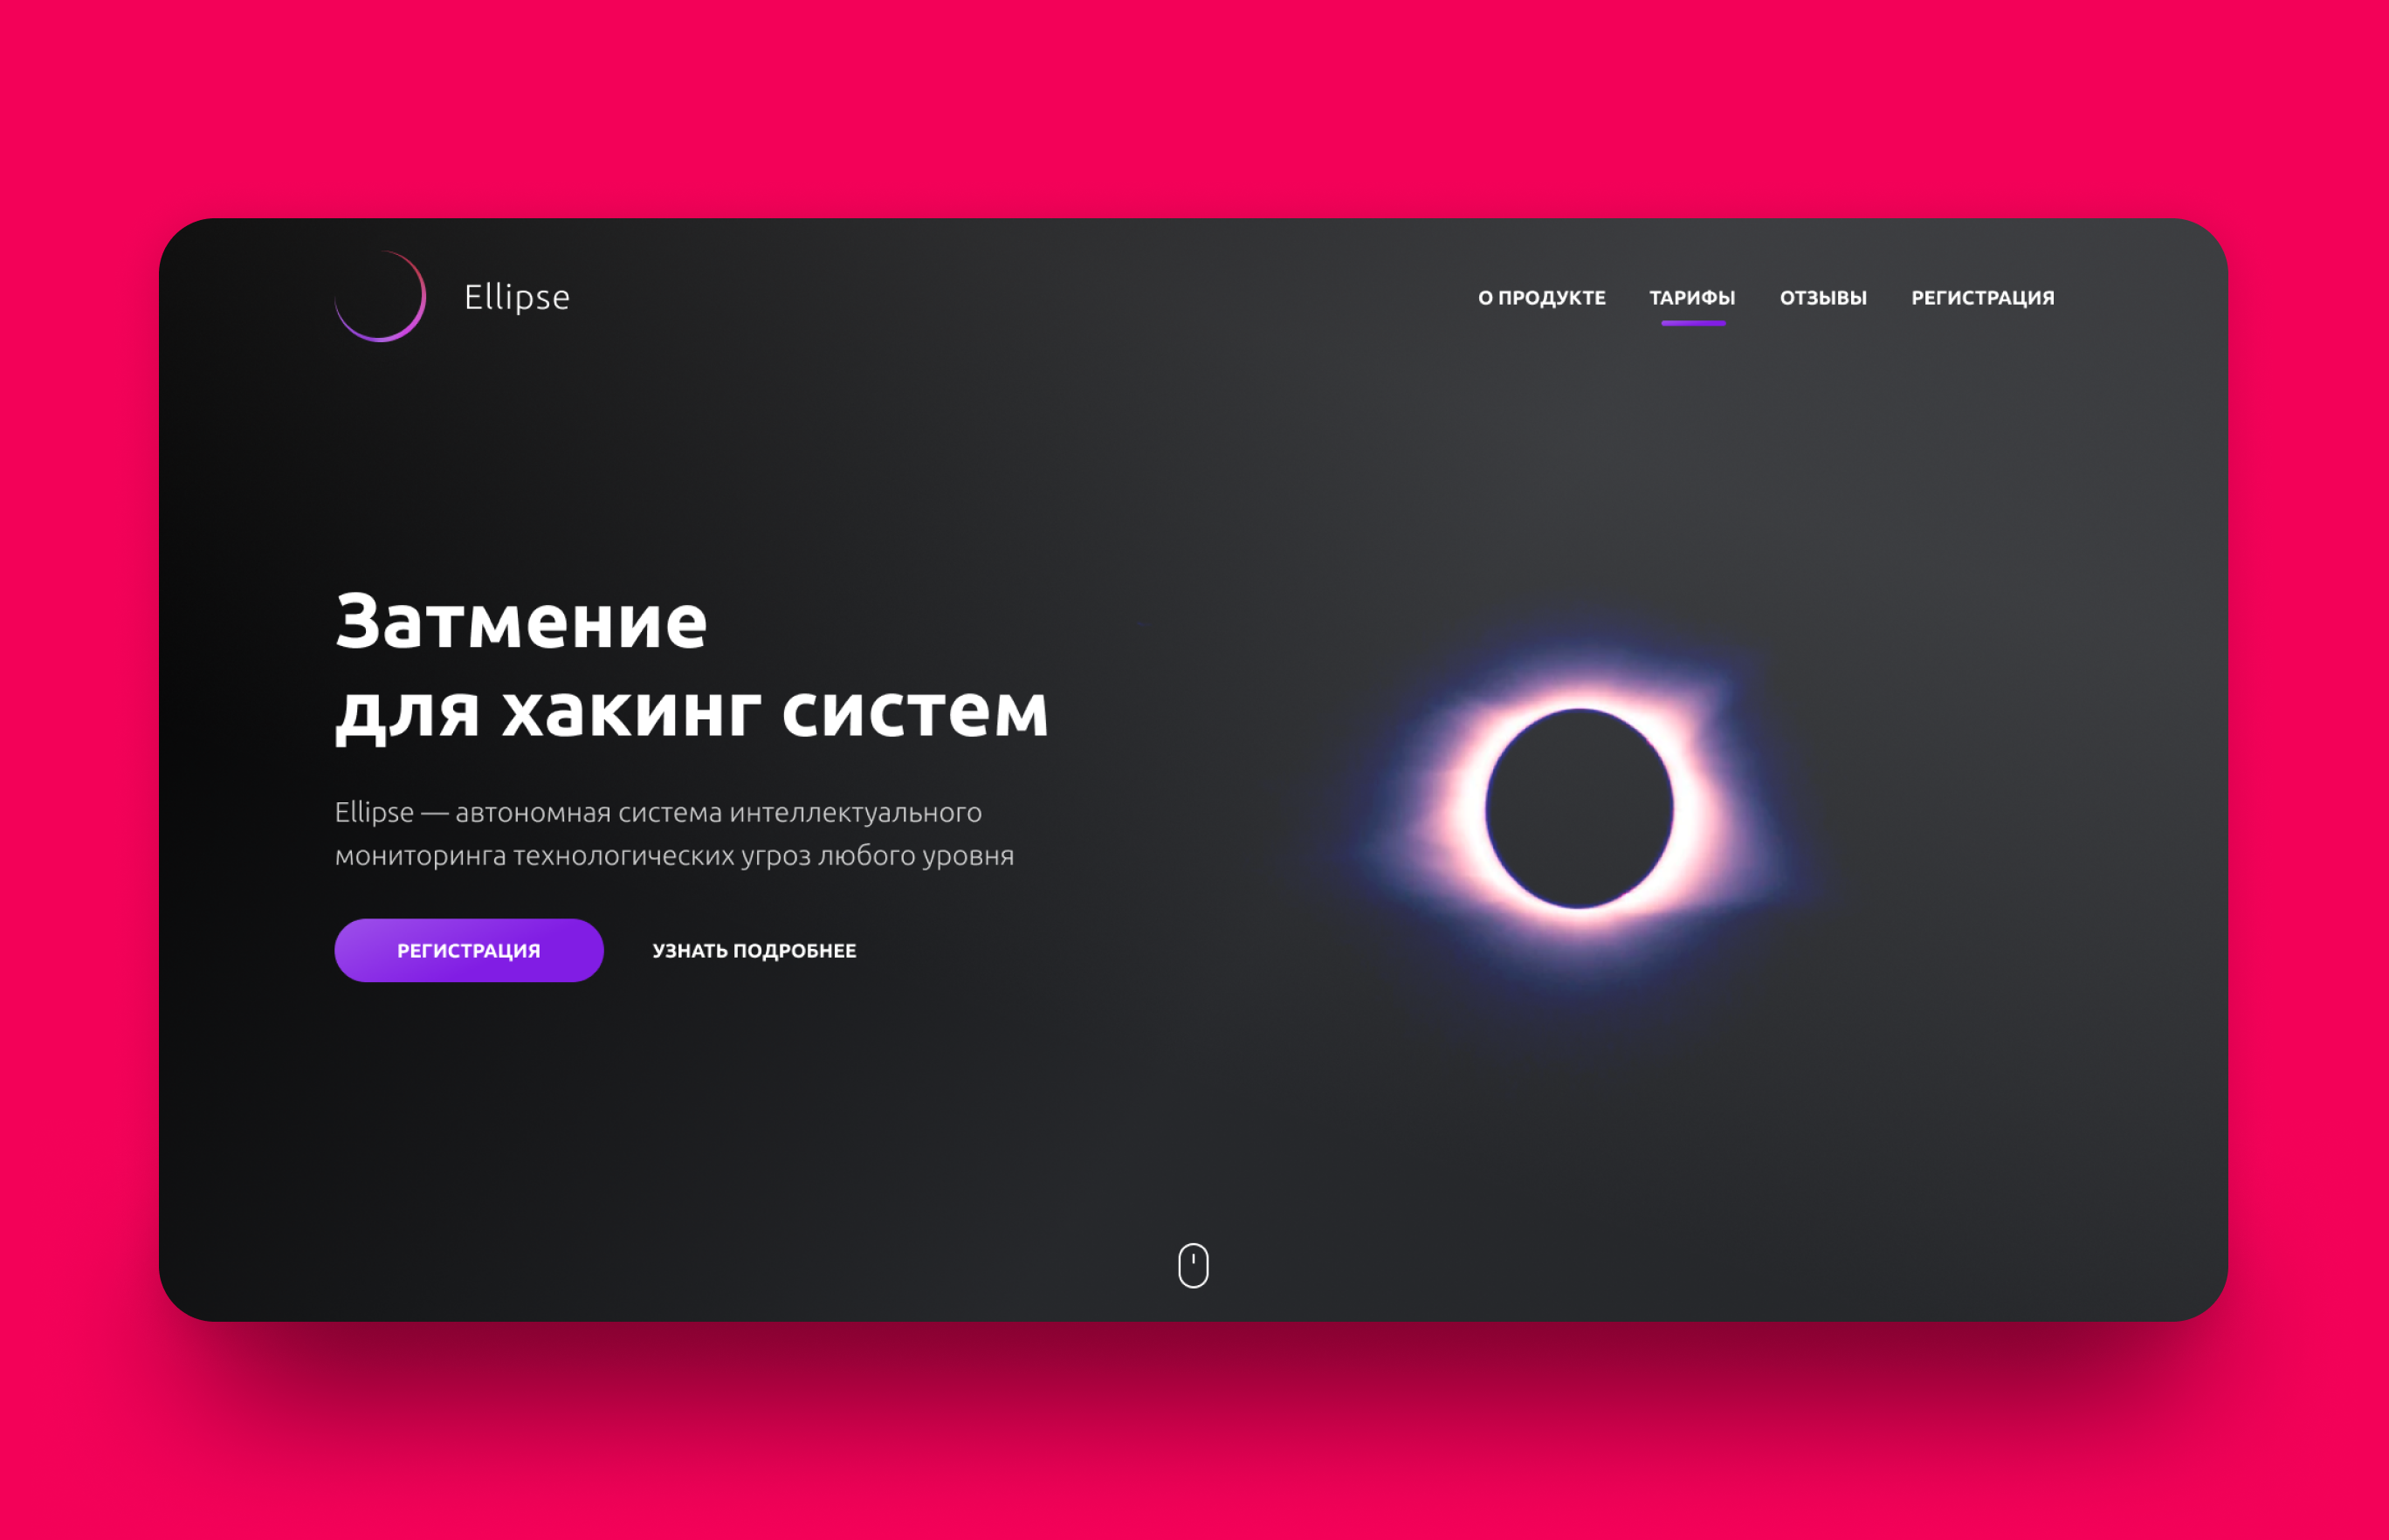 Ellipse
О ПРОДУКТЕ
ТАРИФЫ
ОТЗЫВЫ
РЕГИСТРАЦИЯ
Затмение
для хакинг систем
Ellipse — автономная система интеллектуального
мониторинга технологических угроз любого уровня
РЕГИСТРАЦИЯ
УЗНАТЬ ПОДРОБНЕЕ